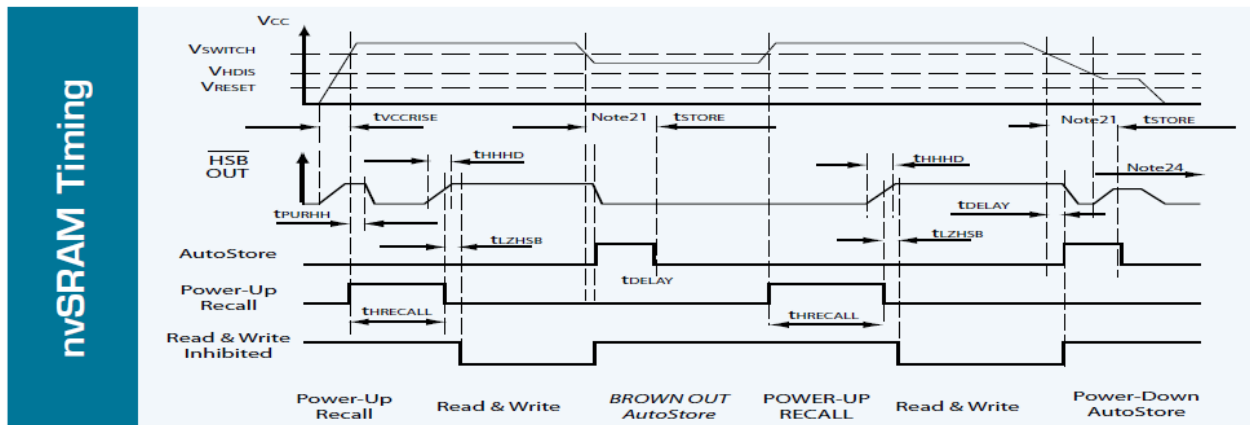 nvSRAM Timing
VCC
VSWITCH
VHDIS
VRESET
tVCCRISE
Note21
tSTORE
Note21
tSTORE
HSB
OUT
tHHHD
tHHHD
Note24
tPURHH
tDELAY
tLZHSB
tLZHSB
AutoStore
tDELAY
Power-Up
Recall
tHRECALL
tHRECALL
Read & Write
Inhibited
Power-Up
Recall
Read & Write
BROWN OUT
AutoStore
POWER-UP
RECALL
Read & Write
Power-Down
AutoStore